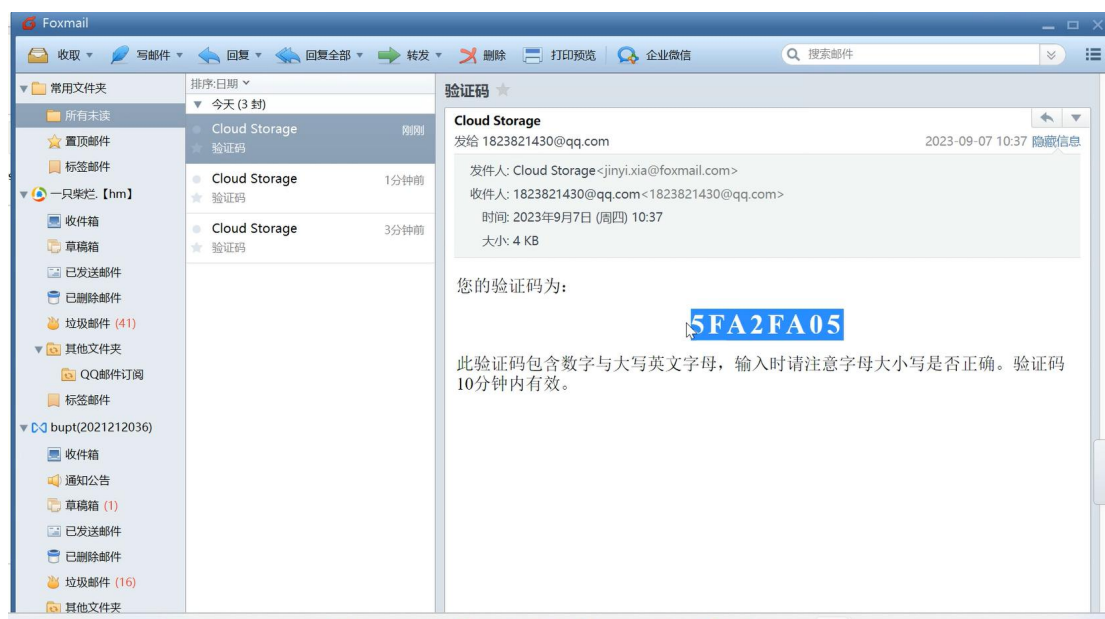 Foxmail
收取 写邮件 回复 回复全部 转发 删除 打印预览 企业微信 搜索邮件
常用文件夹
所有未读
置顶邮件
标签邮件
一只柴烂.【hm】
收件箱
草稿箱
已发送邮件
已删除邮件
垃圾邮件 (41)
其他文件夹
QQ邮件订阅
标签邮件
bupt(2021212036)
收件箱
通知公告
草稿箱 (1)
已发送邮件
已删除邮件
垃圾邮件 (16)
其他文件夹
排序:日期
今天 (3 封)
Cloud Storage 刚刚
验证码
Cloud Storage 1分钟前
验证码
Cloud Storage 3分钟前
验证码
验证码
Cloud Storage
发给 1823821430@qq.com 2023-09-07 10:37 隐藏信息
发件人: Cloud Storage<jinyi.xia@foxmail.com>
收件人: 1823821430@qq.com<1823821430@qq.com>
时间: 2023年9月7日 (周四) 10:37
大小: 4 KB
您的验证码为:
5FA2FA05
此验证码包含数字与大写英文字母，输入时请注意字母大小写是否正确。验证码
10分钟内有效。